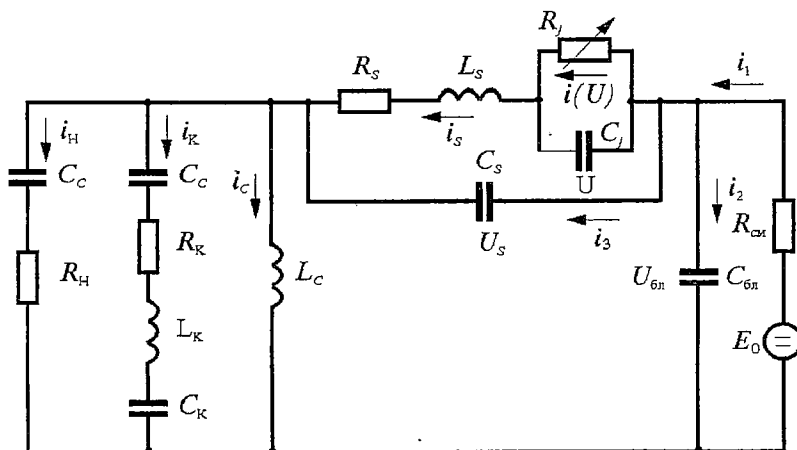 R_j
i_1
R_s
L_s
i(U)
i_s
C_j
U
i_н
i_к
C_c
C_c
i_c
C_s
i_2
R_си
R_н
R_к
U_s
i_3
L_c
U_бл
C_бл
L_к
E_0
C_к